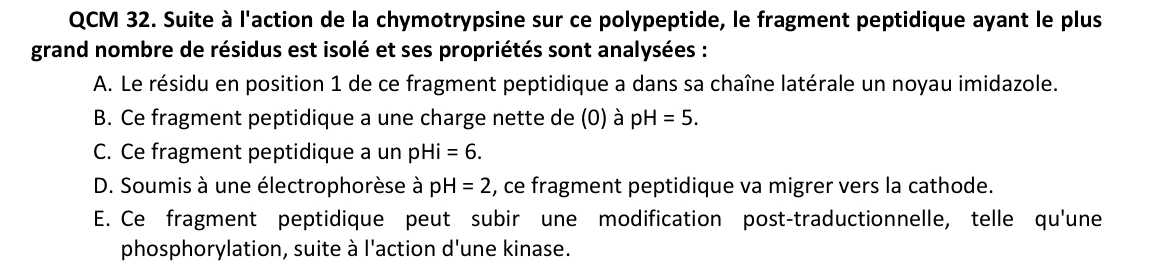 QCM 32. Suite à l'action de la chymotrypsine sur ce polypeptide, le fragment peptidique ayant le plus
grand nombre de résidus est isolé et ses propriétés sont analysées :
A. Le résidu en position 1 de ce fragment peptidique a dans sa chaîne latérale un noyau imidazole.
B. Ce fragment peptidique a une charge nette de (0) à pH = 5.
C. Ce fragment peptidique a un pHi = 6.
D. Soumis à une électrophorèse à pH = 2, ce fragment peptidique va migrer vers la cathode.
E. Ce fragment peptidique peut subir une modification post-traductionnelle, telle qu'une
phosphorylation, suite à l'action d'une kinase.